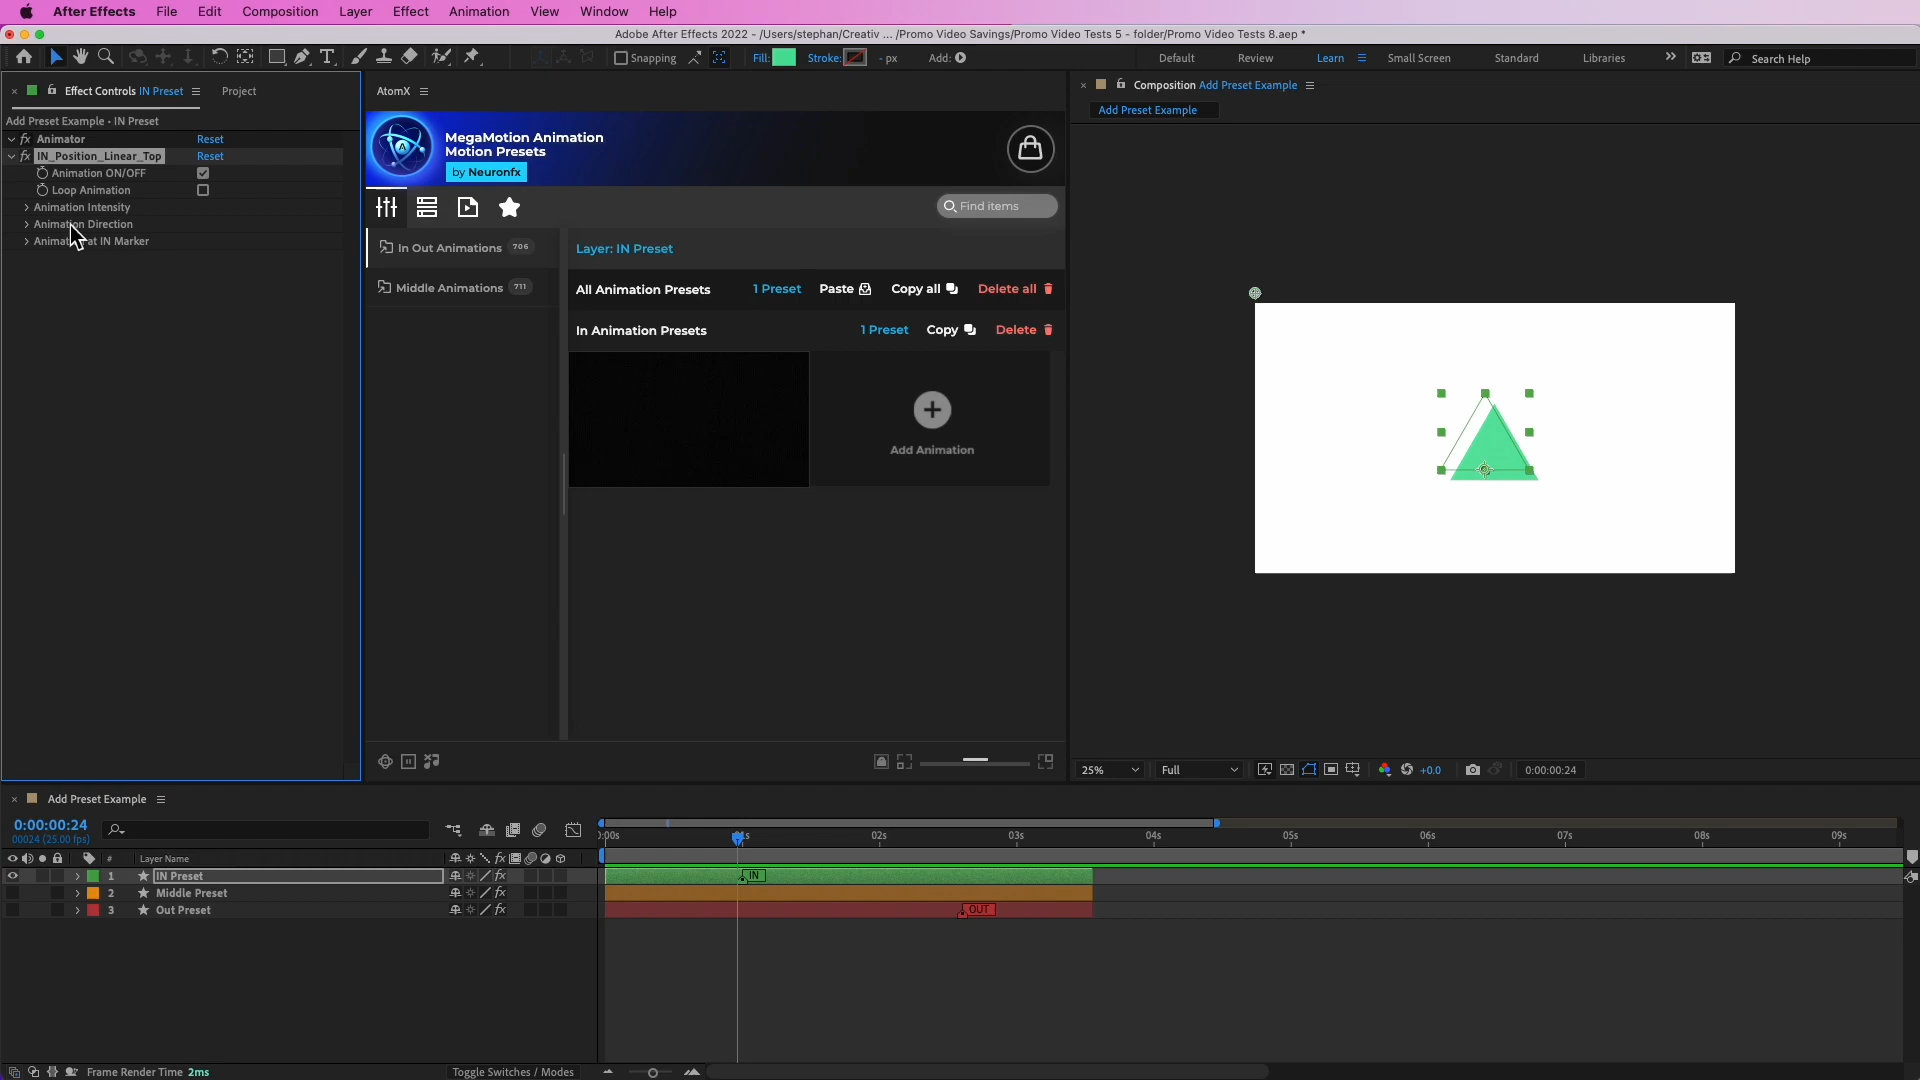 After Effects File Edit Composition Layer Effect Animation View Window Help
Adobe After Effects 2022 - /Users/stephan/Creativ ... /Promo Video Savings/Promo Video Tests 5 - folder/Promo Video Tests 8.aep *
Snapping Fill: Stroke: - px Add: Default Review Learn Small Screen Standard Libraries Search Help
Effect Controls IN Preset Project
Add Preset Example • IN Preset
fx Animator Reset
fx IN_Position_Linear_Top Reset
Animation ON/OFF
Loop Animation
Animation Intensity
Animation Direction
at IN Marker
AtomX
MegaMotion Animation
Motion Presets
by Neuronfx
Find items
In Out Animations 706
Middle Animations 711
Layer: IN Preset
All Animation Presets 1 Preset Paste Copy all Delete all
In Animation Presets 1 Preset Copy Delete
Add Animation
Composition Add Preset Example
Add Preset Example
25% Full +0.0 0:00:00:24
Add Preset Example
0:00:00:24
00024 (25.00 fps)
02s 03s 04s 05s 06s 07s 08s 09s
# Layer Name fx
1 IN Preset fx IN
2 Middle Preset fx
3 Out Preset fx OUT
Frame Render Time 2ms Toggle Switches / Modes